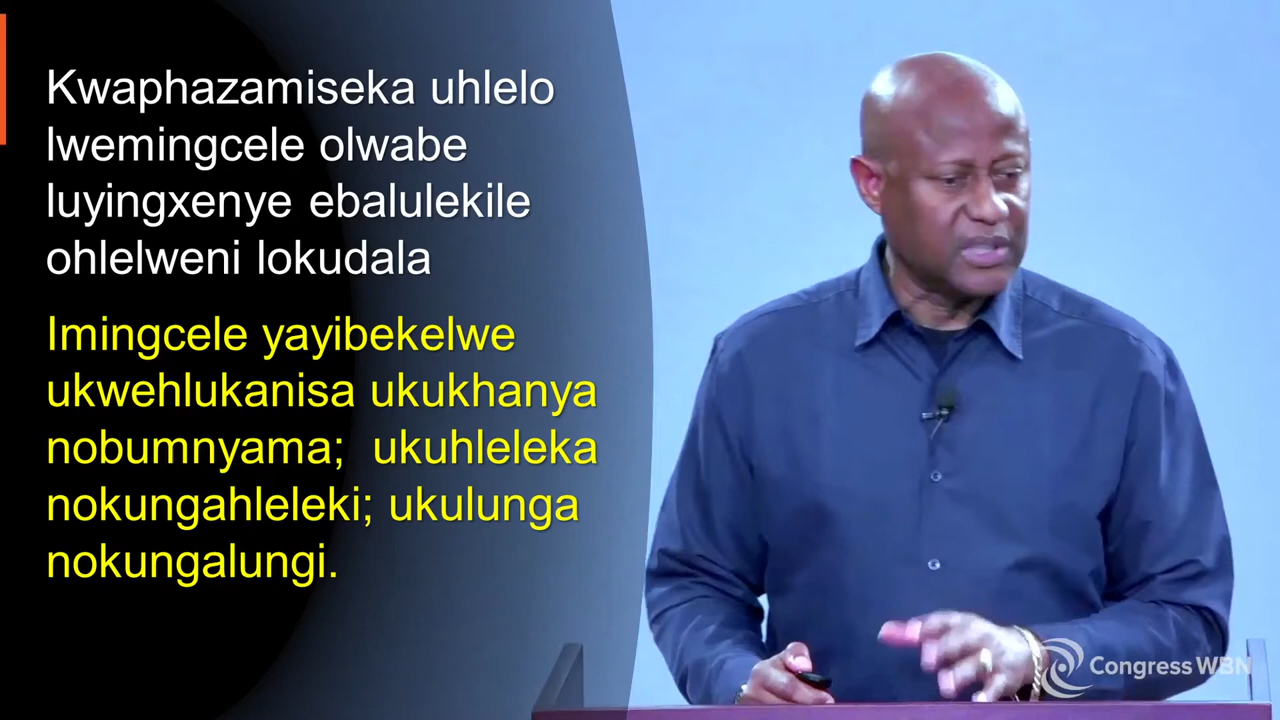 Kwaphazamiseka uhlelo
lwemingcele olwabe
luyingxenye ebalulekile
ohlelweni lokudala
Imingcele yayibekelwe
ukwehlukanisa ukukhanya
nobumnyama; ukuhleleka
nokungahleleki; ukulunga
nokungalungi.
Congress WBN